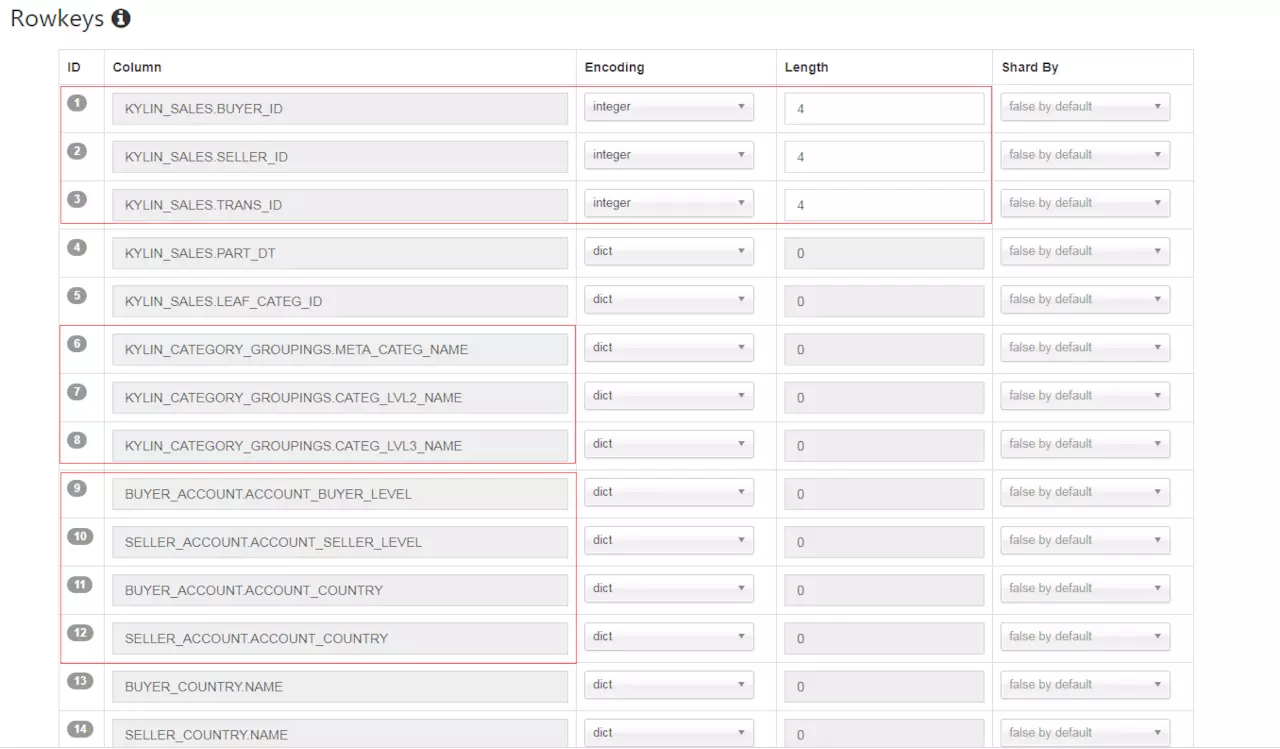 Rowkeys
ID Column Encoding Length Shard By
1 KYLIN_SALES.BUYER_ID integer 4 false by default
2 KYLIN_SALES.SELLER_ID integer 4 false by default
3 KYLIN_SALES.TRANS_ID integer 4 false by default
4 KYLIN_SALES.PART_DT dict 0 false by default
5 KYLIN_SALES.LEAF_CATEG_ID dict 0 false by default
6 KYLIN_CATEGORY_GROUPINGS.META_CATEG_NAME dict 0 false by default
7 KYLIN_CATEGORY_GROUPINGS.CATEG_LVL2_NAME dict 0 false by default
8 KYLIN_CATEGORY_GROUPINGS.CATEG_LVL3_NAME dict 0 false by default
9 BUYER_ACCOUNT.ACCOUNT_BUYER_LEVEL dict 0 false by default
10 SELLER_ACCOUNT.ACCOUNT_SELLER_LEVEL dict 0 false by default
11 BUYER_ACCOUNT.ACCOUNT_COUNTRY dict 0 false by default
12 SELLER_ACCOUNT.ACCOUNT_COUNTRY dict 0 false by default
13 BUYER_COUNTRY.NAME dict 0 false by default
14 SELLER_COUNTRY.NAME dict 0 false by default